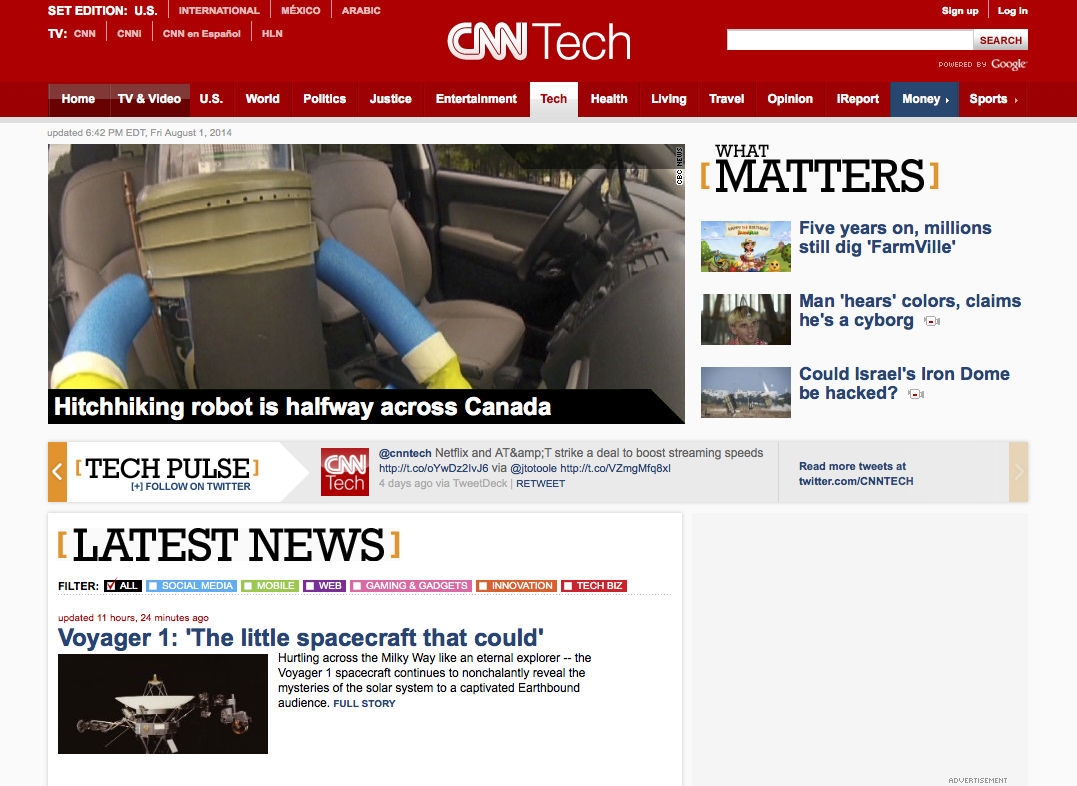 SET EDITION: U.S. INTERNATIONAL MÉXICO ARABIC
TV: CNN CNNi CNN en Español HLN
CNN Tech
Sign up Log in
SEARCH
POWERED BY Google
Home TV & Video U.S. World Politics Justice Entertainment Tech Health Living Travel Opinion iReport Money Sports
updated 6:42 PM EDT, Fri August 1, 2014
CBC NEWS
Hitchhiking robot is halfway across Canada
WHAT
[MATTERS]
Five years on, millions
still dig 'FarmVille'
Man 'hears' colors, claims
he's a cyborg
Could Israel's Iron Dome
be hacked?
[TECH PULSE]
[+] FOLLOW ON TWITTER
CNN
Tech
@cnntech Netflix and AT&amp;T strike a deal to boost streaming speeds
http://t.co/oYwDz2IvJ6 via @jtotoole http://t.co/VZmgMfq8xl
4 days ago via TweetDeck | RETWEET
Read more tweets at
twitter.com/CNNTECH
[LATEST NEWS]
FILTER: ALL SOCIAL MEDIA MOBILE WEB GAMING & GADGETS INNOVATION TECH BIZ
updated 11 hours, 24 minutes ago
Voyager 1: 'The little spacecraft that could'
Hurtling across the Milky Way like an eternal explorer -- the
Voyager 1 spacecraft continues to nonchalantly reveal the
mysteries of the solar system to a captivated Earthbound
audience. FULL STORY
ADVERTISEMENT